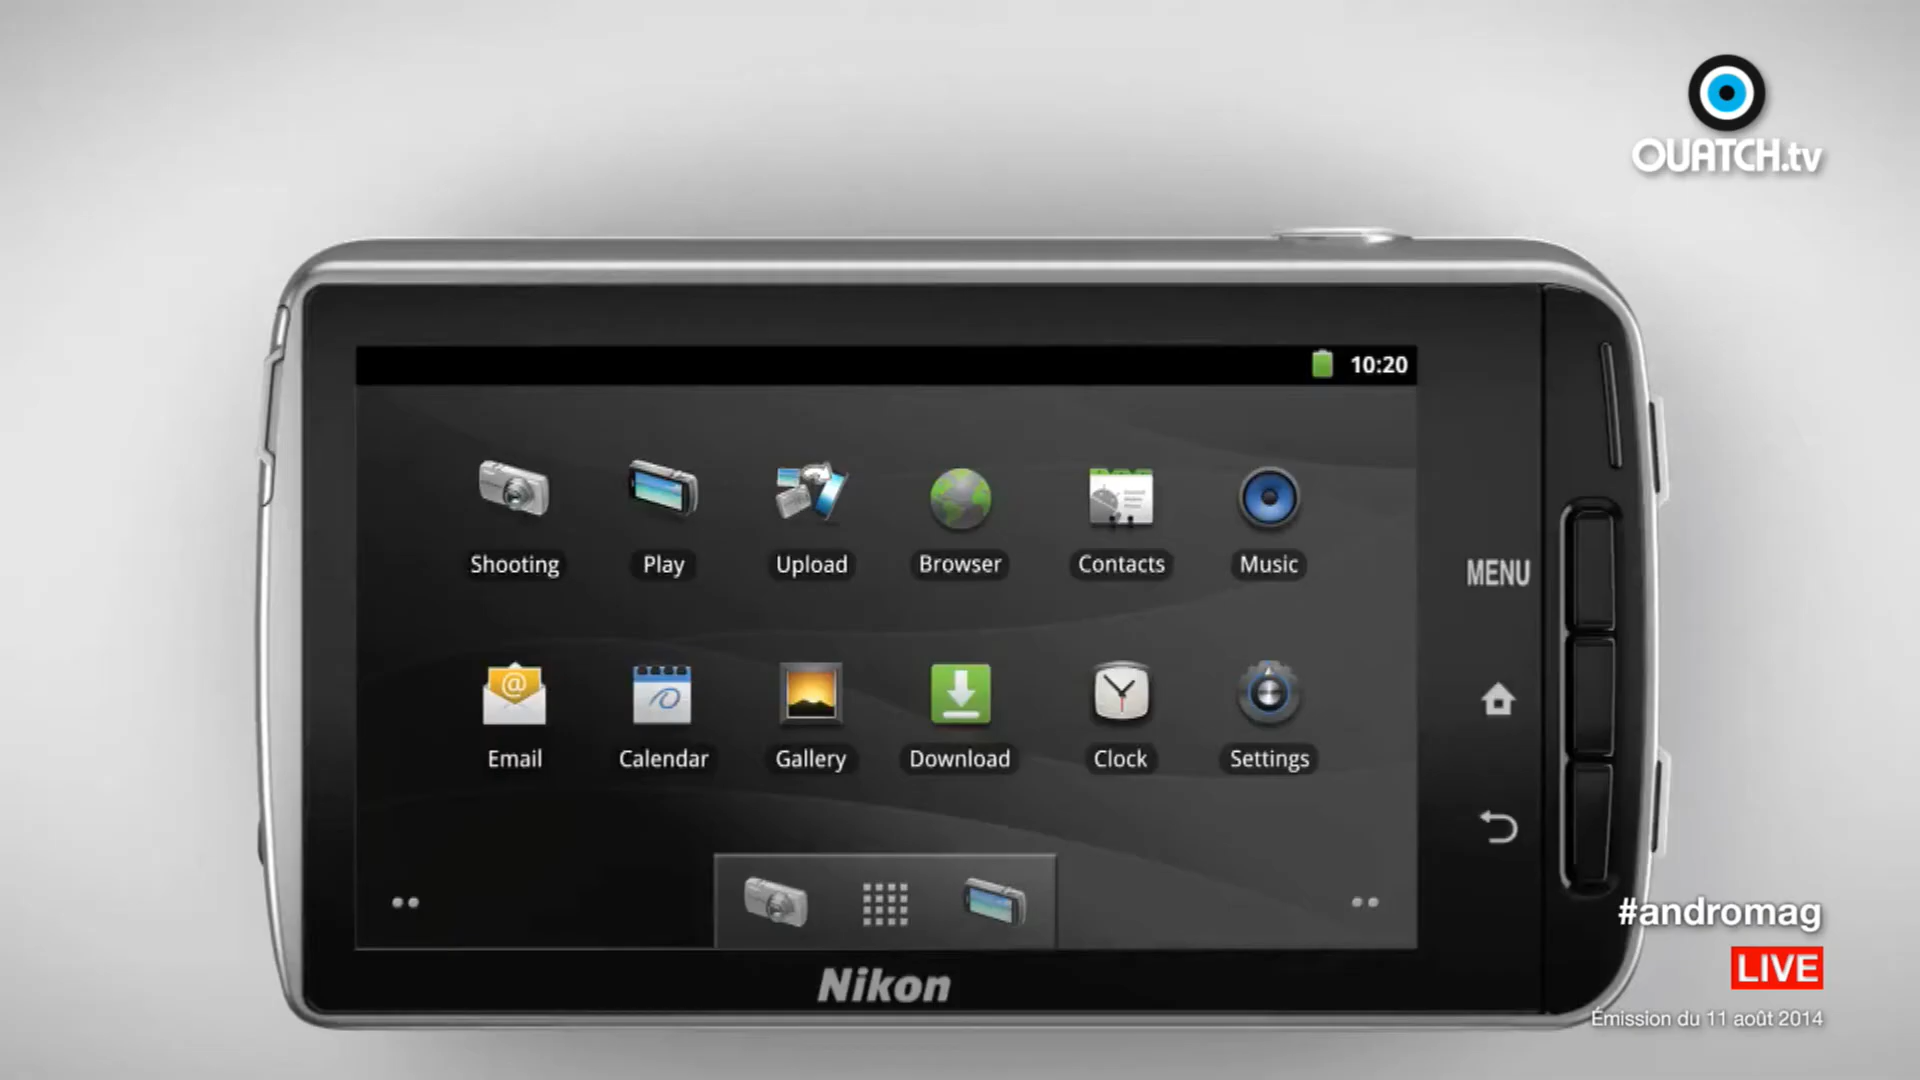 OUATCH.tv
10:20
Shooting
Play
Upload
Browser
Contacts
Music
MENU
Email
Calendar
Gallery
Download
Clock
Settings
Nikon
#andromag
LIVE
Émission du 11 août 2014